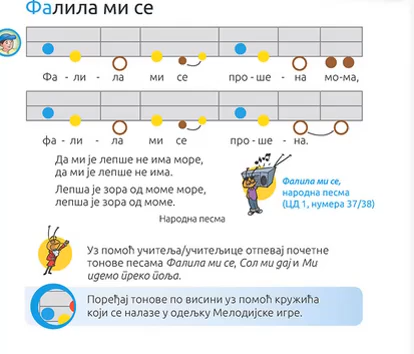 Фалила ми се
Фа - ли - ла ми се про - ше - на мо-ма,
фа - ли - ла ми се про - ше - на.
Да ми је лепше не има море,
да ми је лепше не има.
Лепша је зора од моме море,
лепша је зора од моме.
Народна песма
Фалила ми се,
народна песма
(ЦД 1, нумера 37/38)
Уз помоћ учитеља/учитељице отпевај почетне
тонове песама Фалила ми се, Сол ми дај и Ми
идемо преко поља.
Поређај тонове по висини уз помоћ кружића
који се налазе у одељку Мелодијске игре.